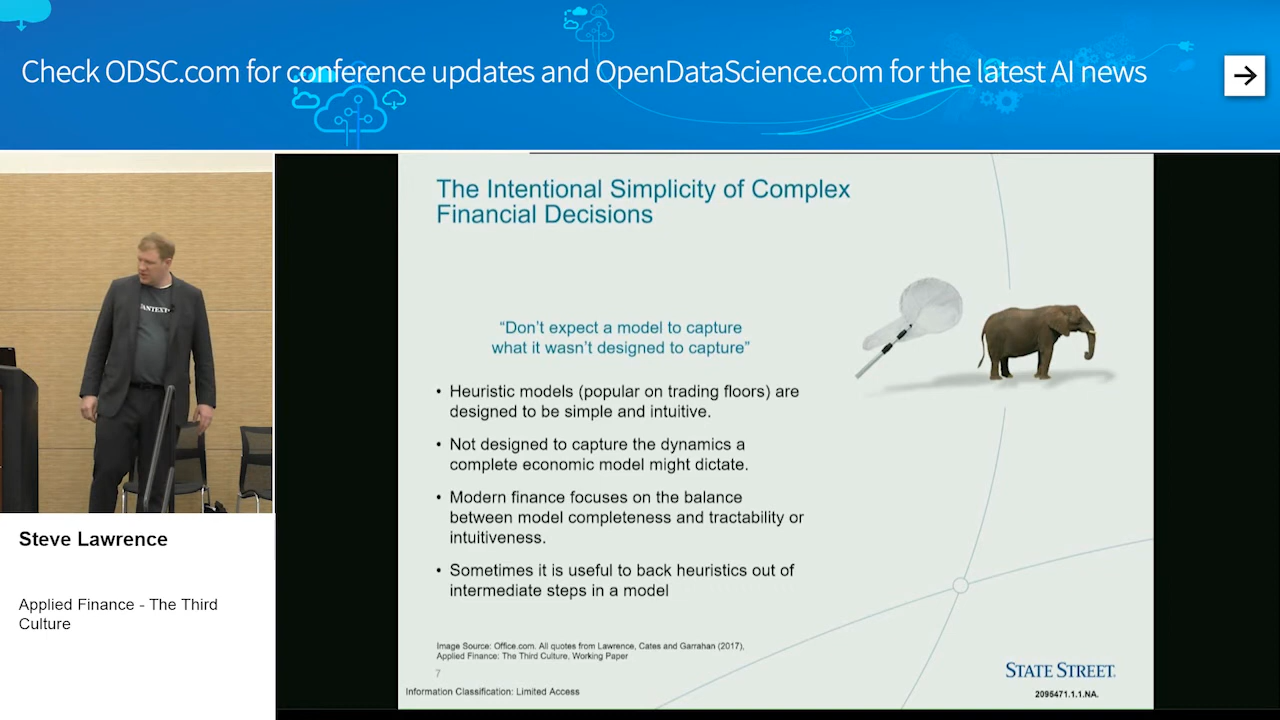 Check ODSC.com for conference updates and OpenDataScience.com for the latest AI news
The Intentional Simplicity of Complex
Financial Decisions
“Don’t expect a model to capture
what it wasn’t designed to capture”
• Heuristic models (popular on trading floors) are
designed to be simple and intuitive.
• Not designed to capture the dynamics a
complete economic model might dictate.
• Modern finance focuses on the balance
between model completeness and tractability or
intuitiveness.
• Sometimes it is useful to back heuristics out of
intermediate steps in a model
Image Source: Office.com. All quotes from Lawrence, Cates and Garrahan (2017),
Applied Finance: The Third Culture, Working Paper
7
Information Classification: Limited Access
STATE STREET.
2095471.1.1.NA.
Steve Lawrence
Applied Finance - The Third
Culture